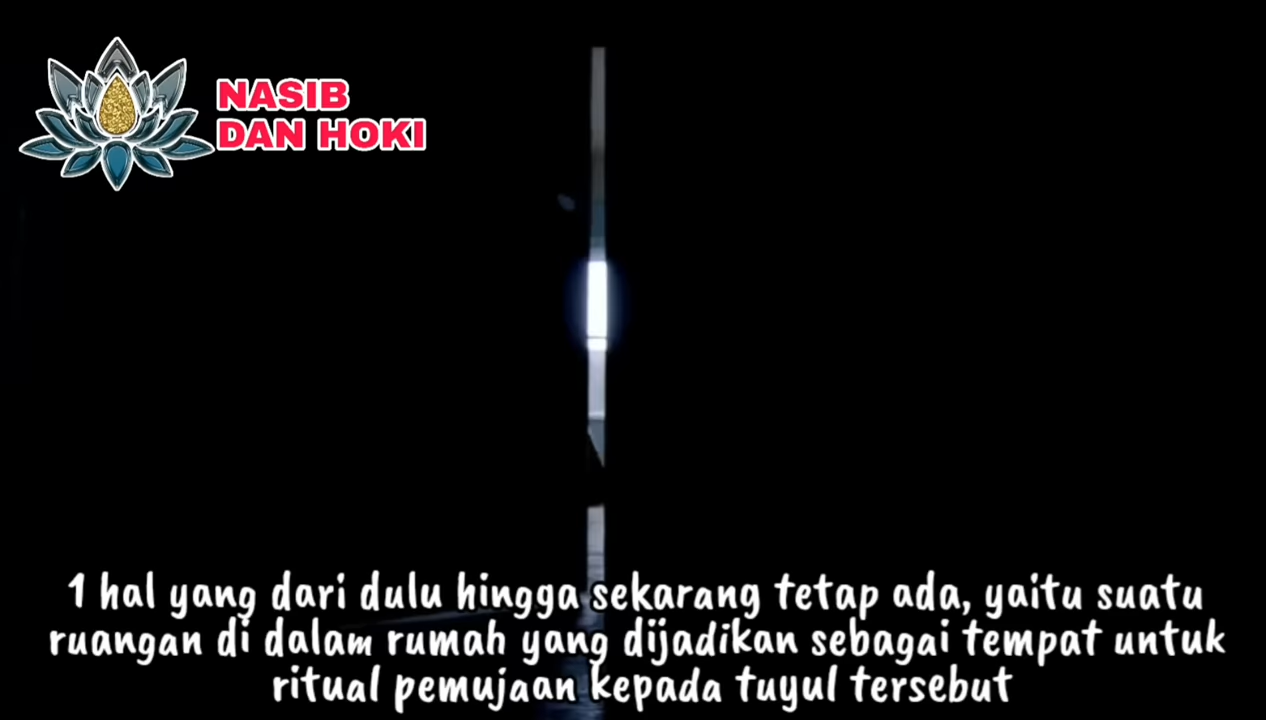 NASIB
DAN HOKI
1 hal yang dari dulu hingga sekarang tetap ada, yaitu suatu
ruangan di dalam rumah yang dijadikan sebagai tempat untuk
ritual pemujaan kepada tuyul tersebut